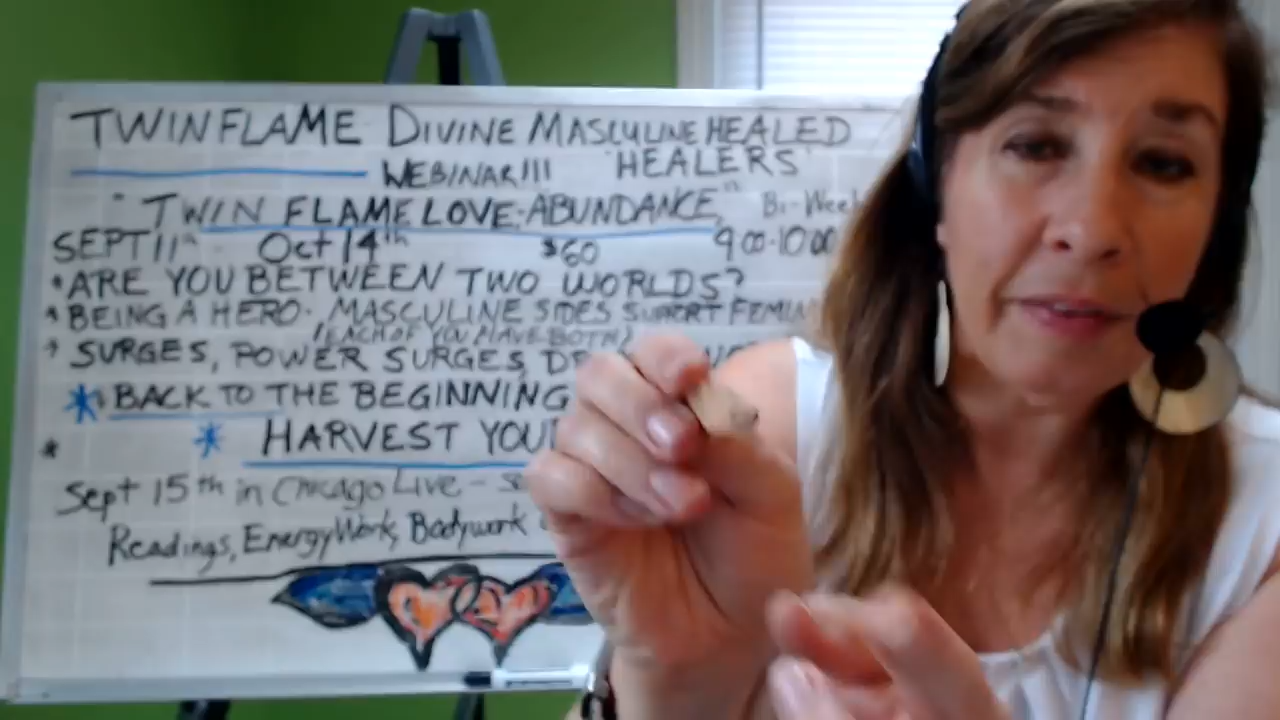 TWINFLAME DIVINE MASCULINE HEALED
WEBINAR!!! "HEALERS"
"TWIN FLAME LOVE-ABUNDANCE" Bi-Week
SEPT 11th Oct 14th $60 9:00-10:00
• ARE YOU BETWEEN TWO WORLDS?
• BEING A HERO- MASCULINE SIDES SUPPORT FEMIN
(EACH OF YOU HAVE BOTH)
SURGES, POWER SURGES,
* BACK TO THE BEGINNING
* * HARVEST YOU
Sept 15th in Chicago Live -
Readings, EnergyWork, Bodywork